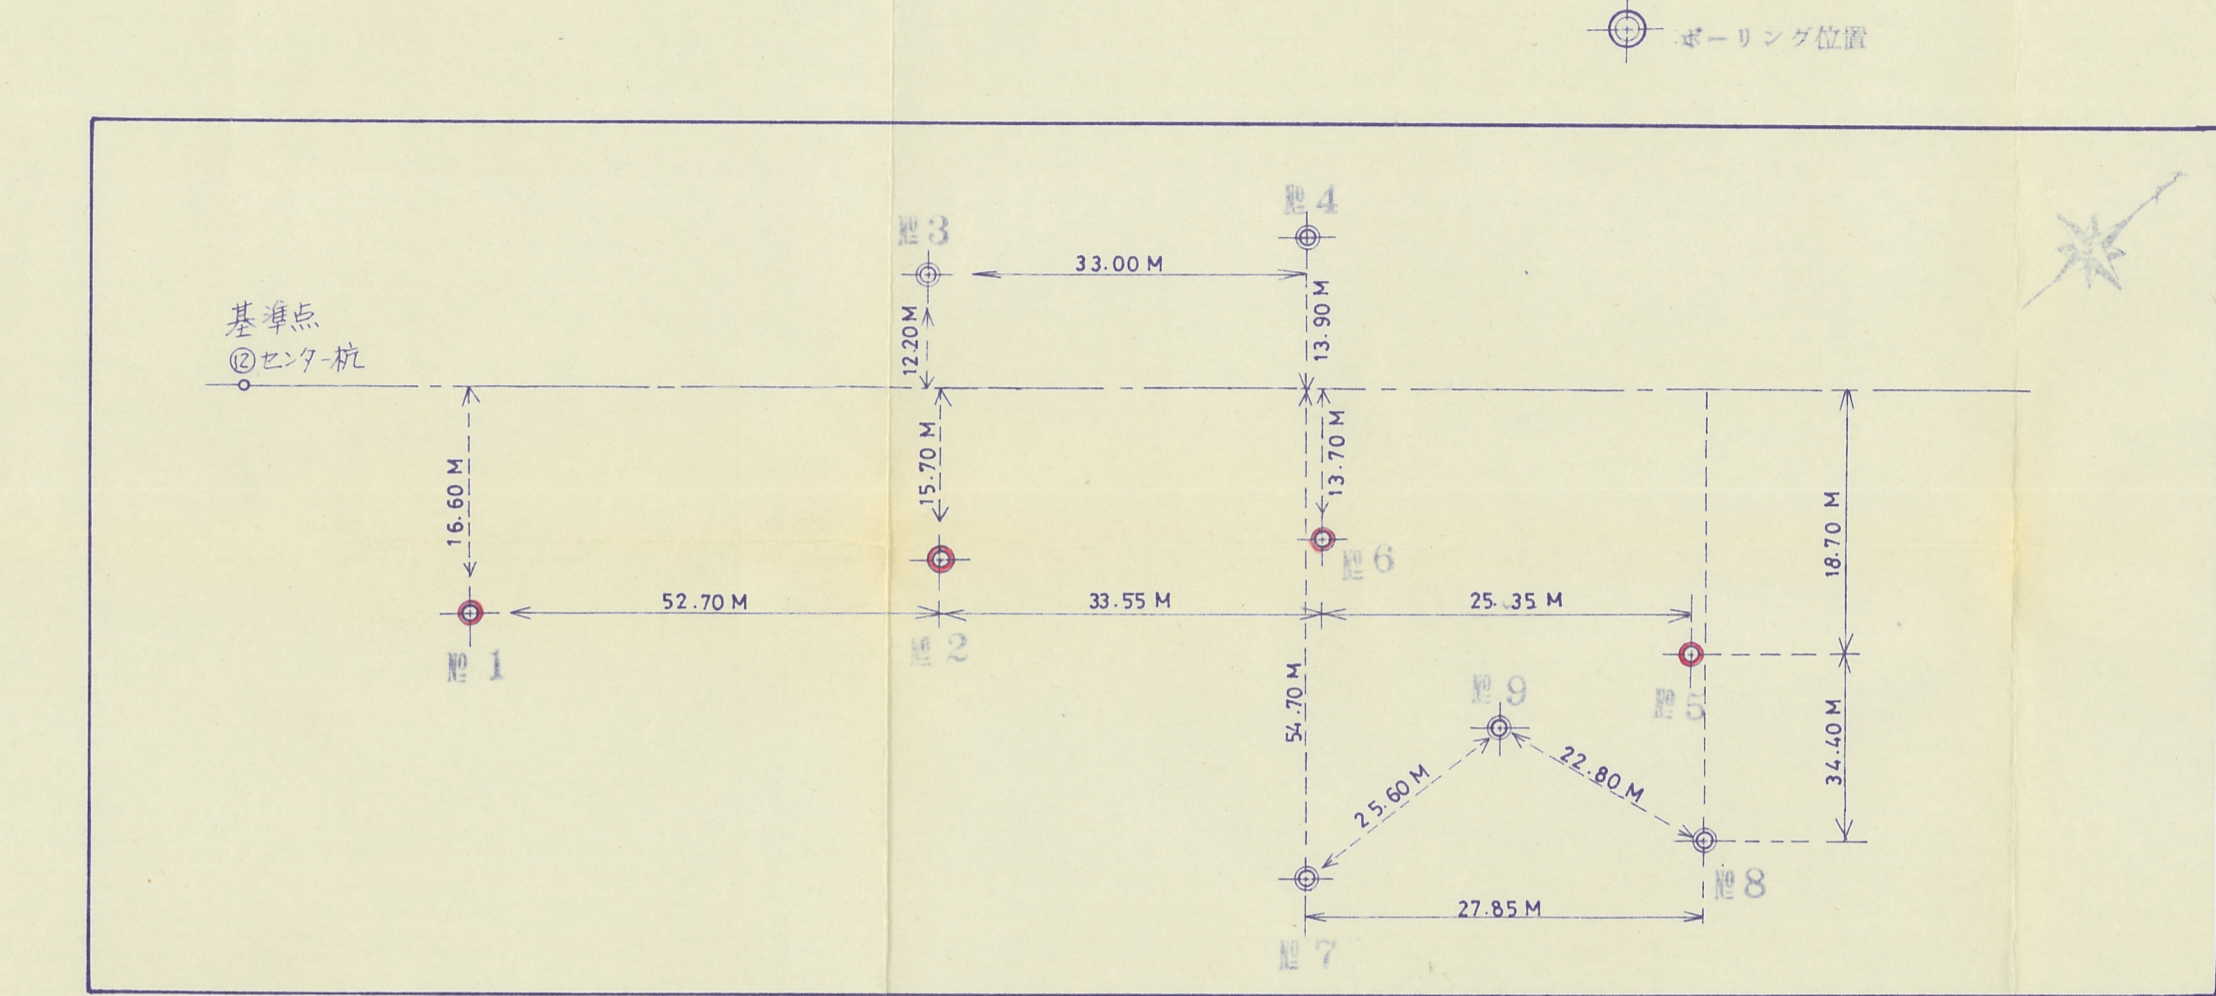 ボーリング位置
№4
№3
33.00 M
13.90 M
12.20 M
基準点
⑫センター杭
16.60 M
15.70 M
13.70 M
18.70 M
№6
52.70 M
33.55 M
25.35 M
№1
№2
54.70 M
№9
№5
34.40 M
25.60 M
22.80 M
№8
27.85 M
№7